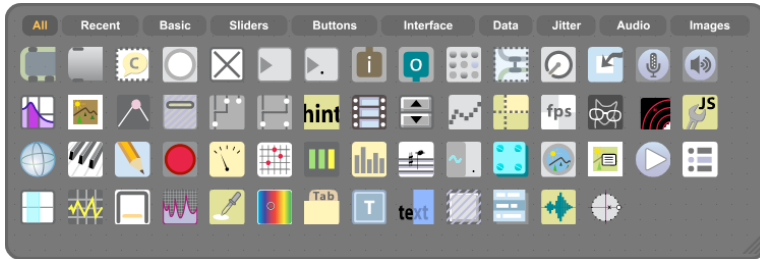 All Recent Basic Sliders Buttons Interface Data Jitter Audio Images
C i o
hint fps JS
Tab T text